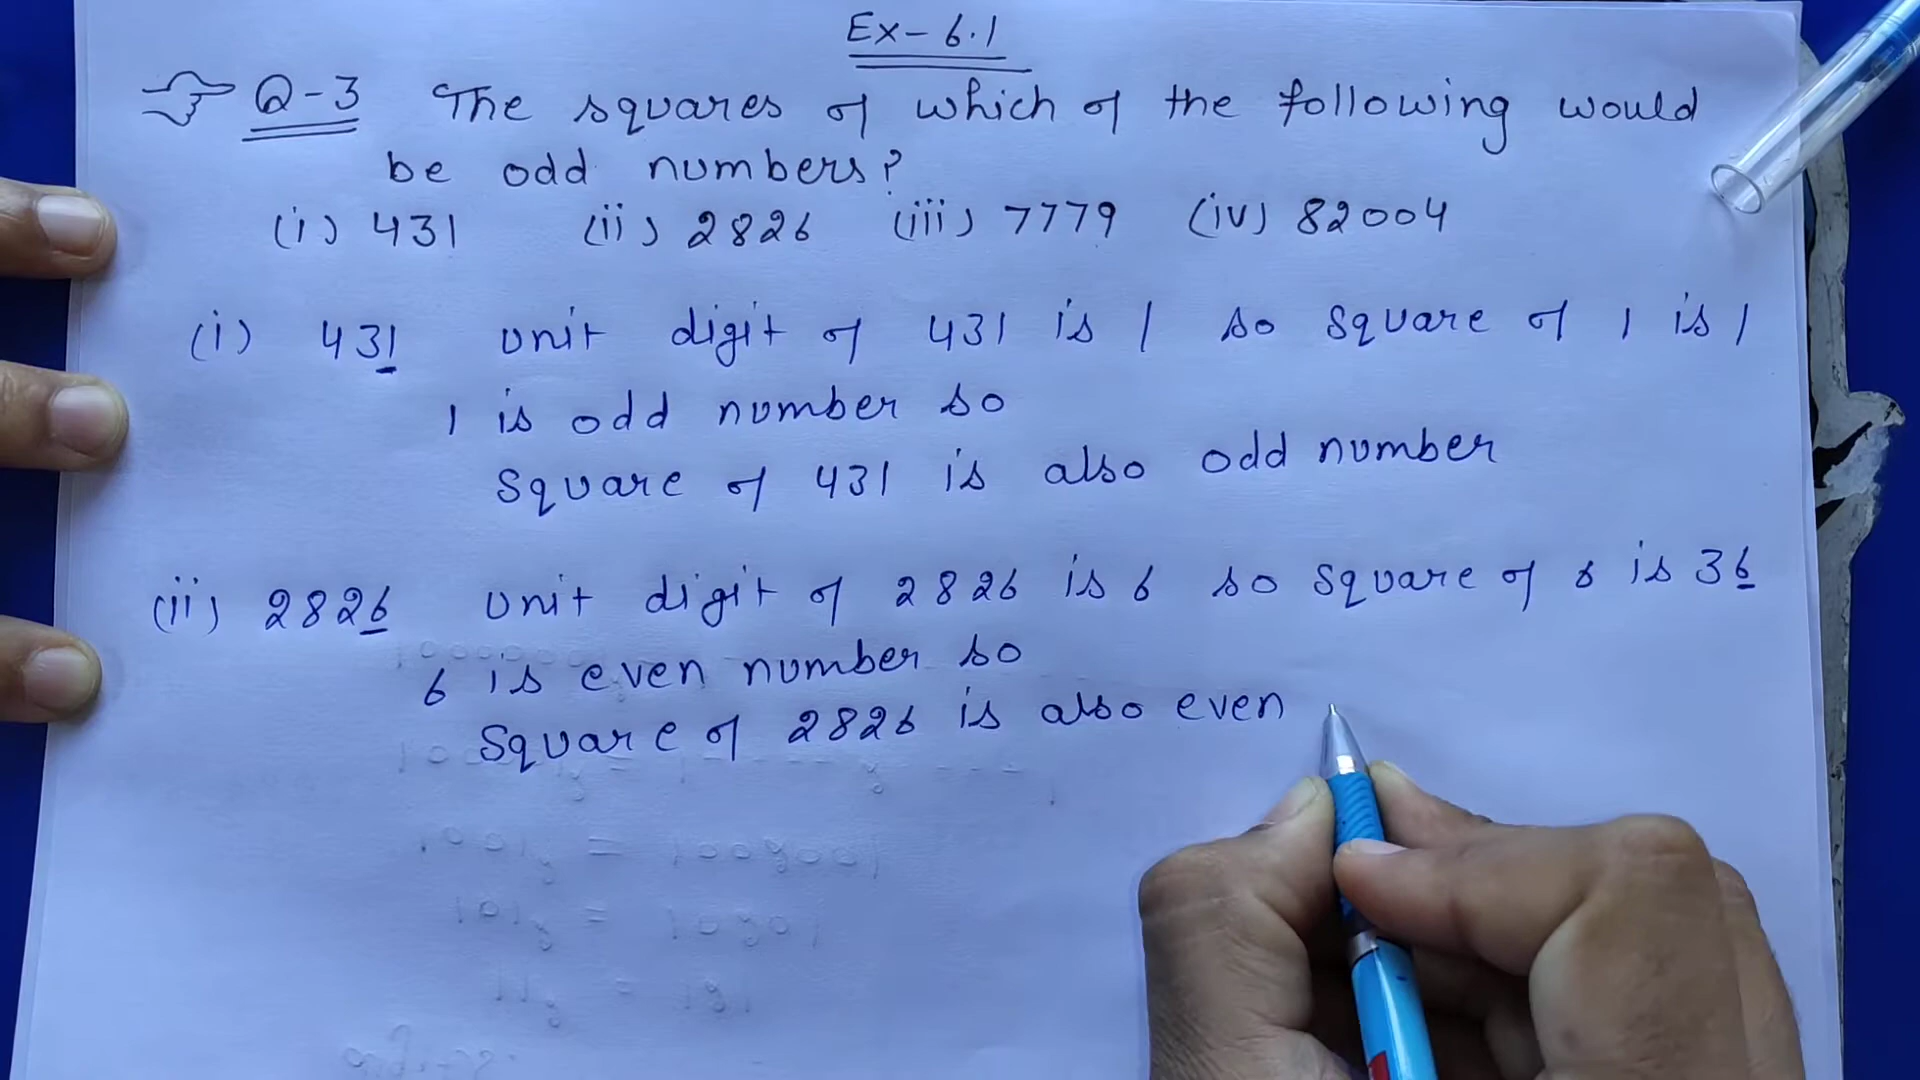 Ex-6.1
Q-3 The squares of which of the following would
be odd numbers?
(i) 431 (ii) 2826 (iii) 7779 (iv) 82004
(i) 431 unit digit of 431 is 1 so square of 1 is 1
1 is odd number so
square of 431 is also odd number
(ii) 2826 unit digit of 2826 is 6 so square of 6 is 36
6 is even number so
square of 2826 is also even